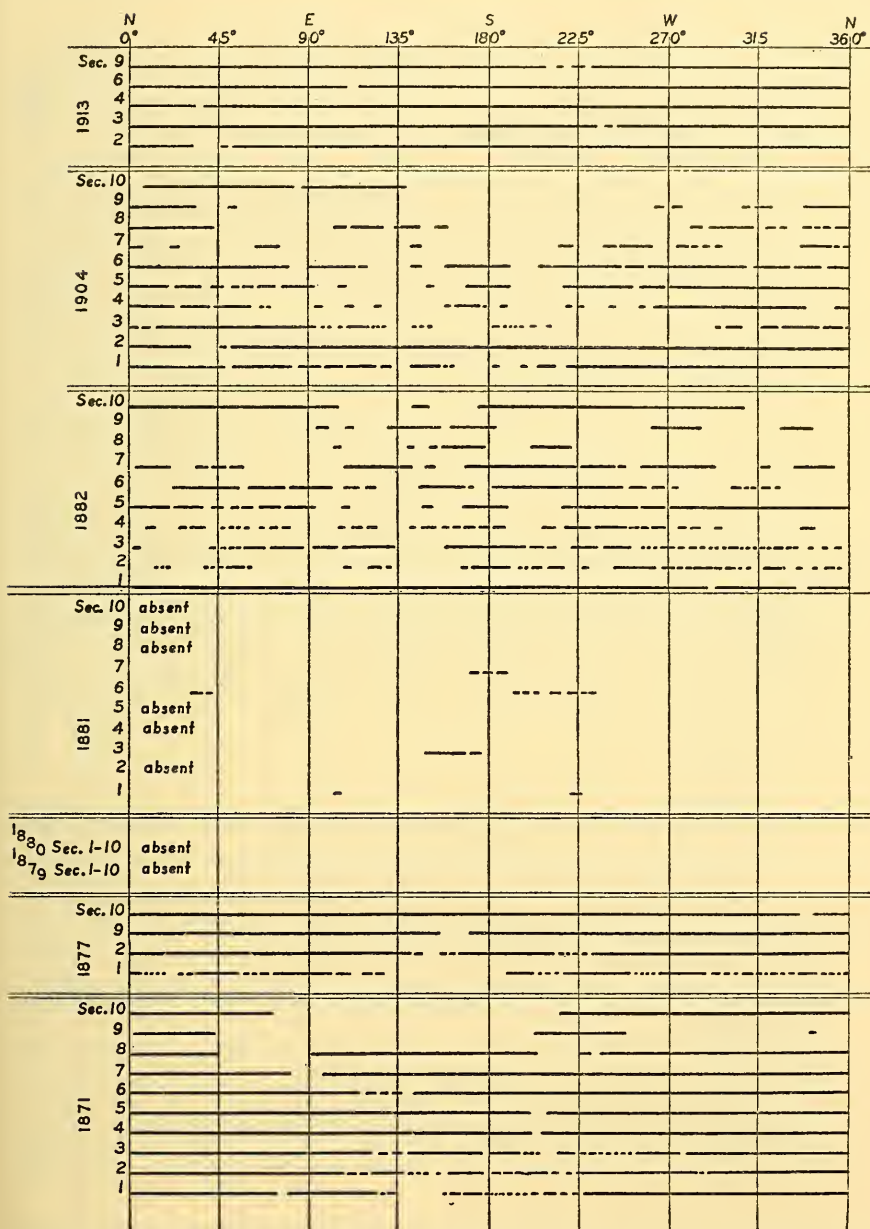 N E S W N
0° 45° 90° 135° 180° 225° 270° 315 360°
1913
Sec. 9
6
4
3
2
1904
Sec. 10
9
8
7
6
5
4
3
2
1
1882
Sec. 10
9
8
7
6
5
4
3
2
1
1881
Sec. 10 absent
9 absent
8 absent
7
6
5 absent
4 absent
3
2 absent
1
1880 Sec. 1-10 absent
1879 Sec. 1-10 absent
1877
Sec. 10
9
2
1
1871
Sec. 10
9
8
7
6
5
4
3
2
1